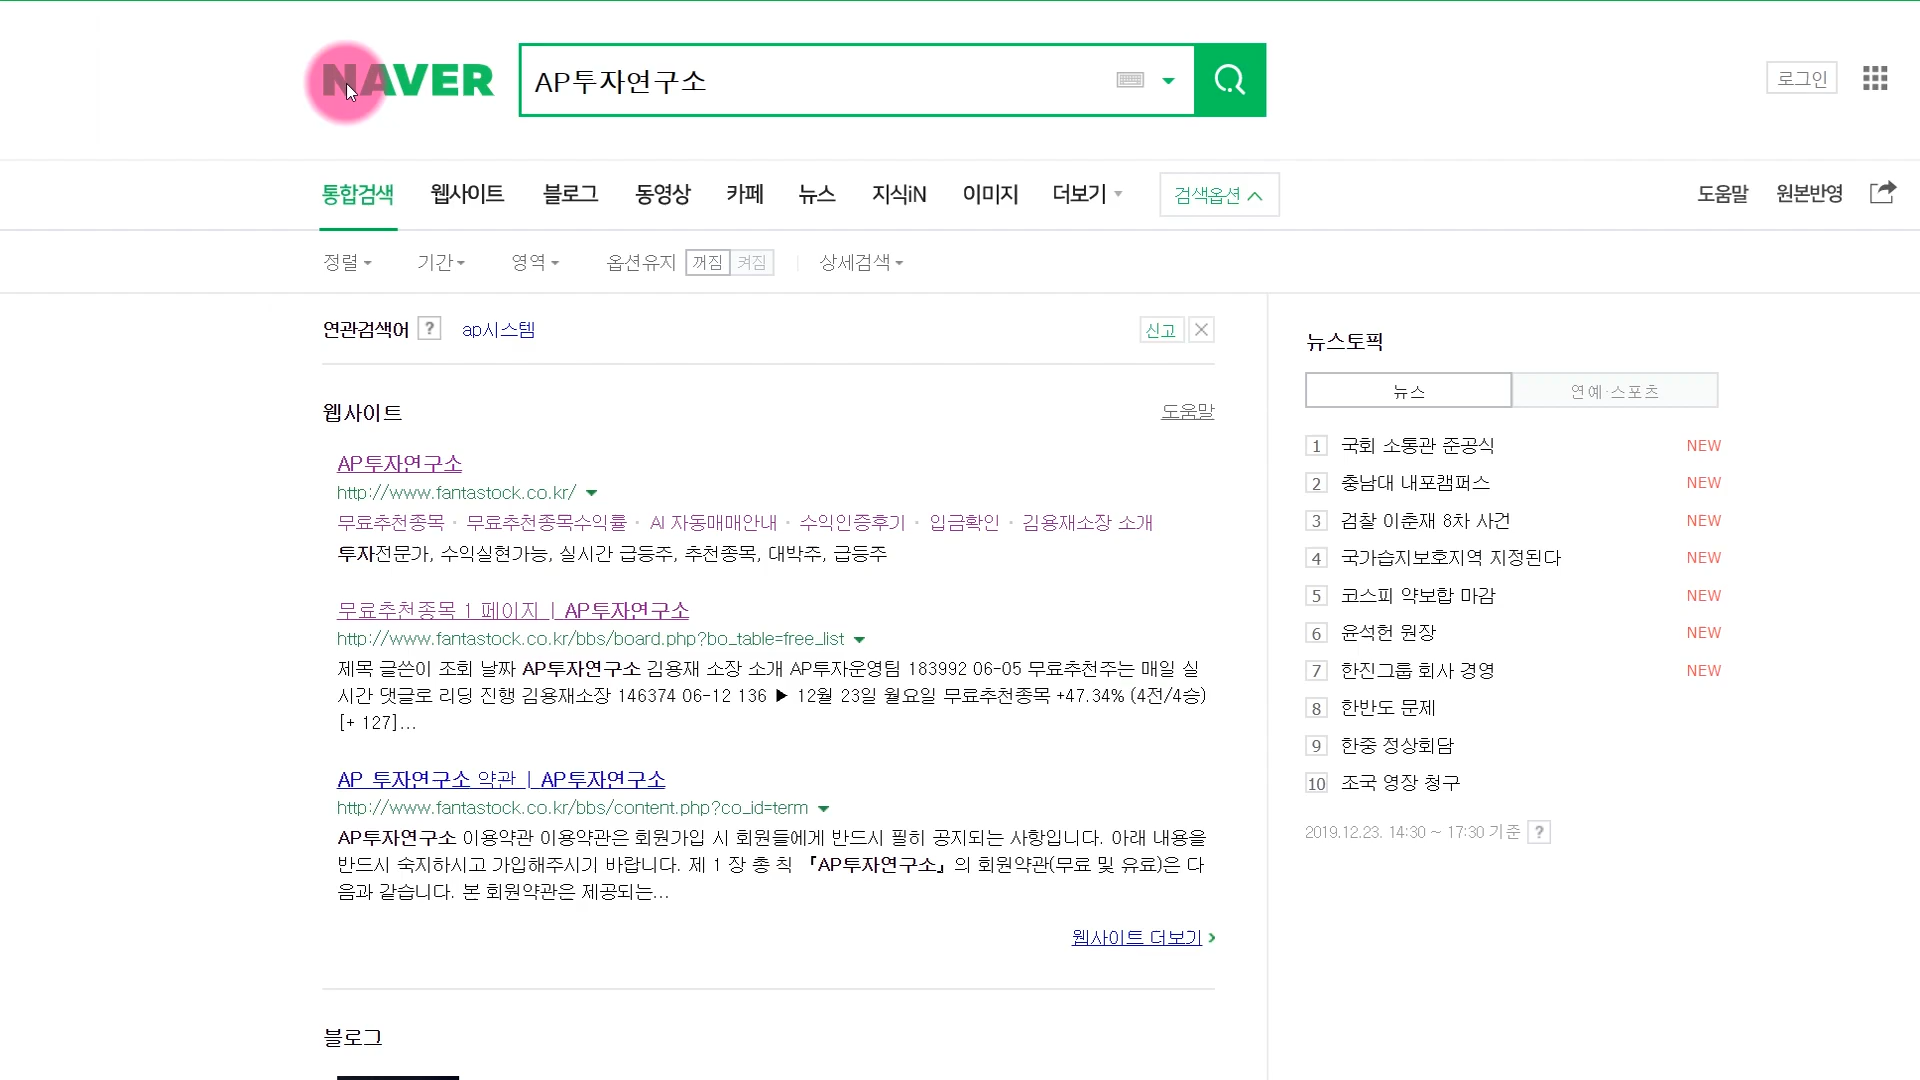 NAVER
AP투자연구소
로그인
통합검색 웹사이트 블로그 동영상 카페 뉴스 지식iN 이미지 더보기 검색옵션
도움말 원본반영
정렬 기간 영역 옵션유지 꺼짐 켜짐 상세검색
연관검색어 ? ap시스템
신고
웹사이트
도움말
AP투자연구소
http://www.fantastock.co.kr/
무료추천종목 · 무료추천종목수익률 · AI 자동매매안내 · 수익인증후기 · 입금확인 · 김용재소장 소개
투자전문가, 수익실현가능, 실시간 급등주, 추천종목, 대박주, 급등주
무료추천종목 1 페이지 | AP투자연구소
http://www.fantastock.co.kr/bbs/board.php?bo_table=free_list
제목 글쓴이 조회 날짜 AP투자연구소 김용재 소장 소개 AP투자운영팀 183992 06-05 무료추천주는 매일 실
시간 댓글로 리딩 진행 김용재소장 146374 06-12 136 ▶ 12월 23일 월요일 무료추천종목 +47.34% (4전/4승)
[+ 127]...
AP 투자연구소 약관 | AP투자연구소
http://www.fantastock.co.kr/bbs/content.php?co_id=term
AP투자연구소 이용약관 이용약관은 회원가입 시 회원들에게 반드시 필히 공지되는 사항입니다. 아래 내용을
반드시 숙지하시고 가입해주시기 바랍니다. 제 1 장 총 칙 『AP투자연구소』의 회원약관(무료 및 유료)은 다
음과 같습니다. 본 회원약관은 제공되는...
웹사이트 더보기
블로그
뉴스토픽
뉴스 연예·스포츠
1 국회 소통관 준공식 NEW
2 충남대 내포캠퍼스 NEW
3 검찰 이춘재 8차 사건 NEW
4 국가습지보호지역 지정된다 NEW
5 코스피 약보합 마감 NEW
6 윤석헌 원장 NEW
7 한진그룹 회사 경영 NEW
8 한반도 문제
9 한중 정상회담
10 조국 영장 청구
2019.12.23. 14:30 ~ 17:30 기준 ?